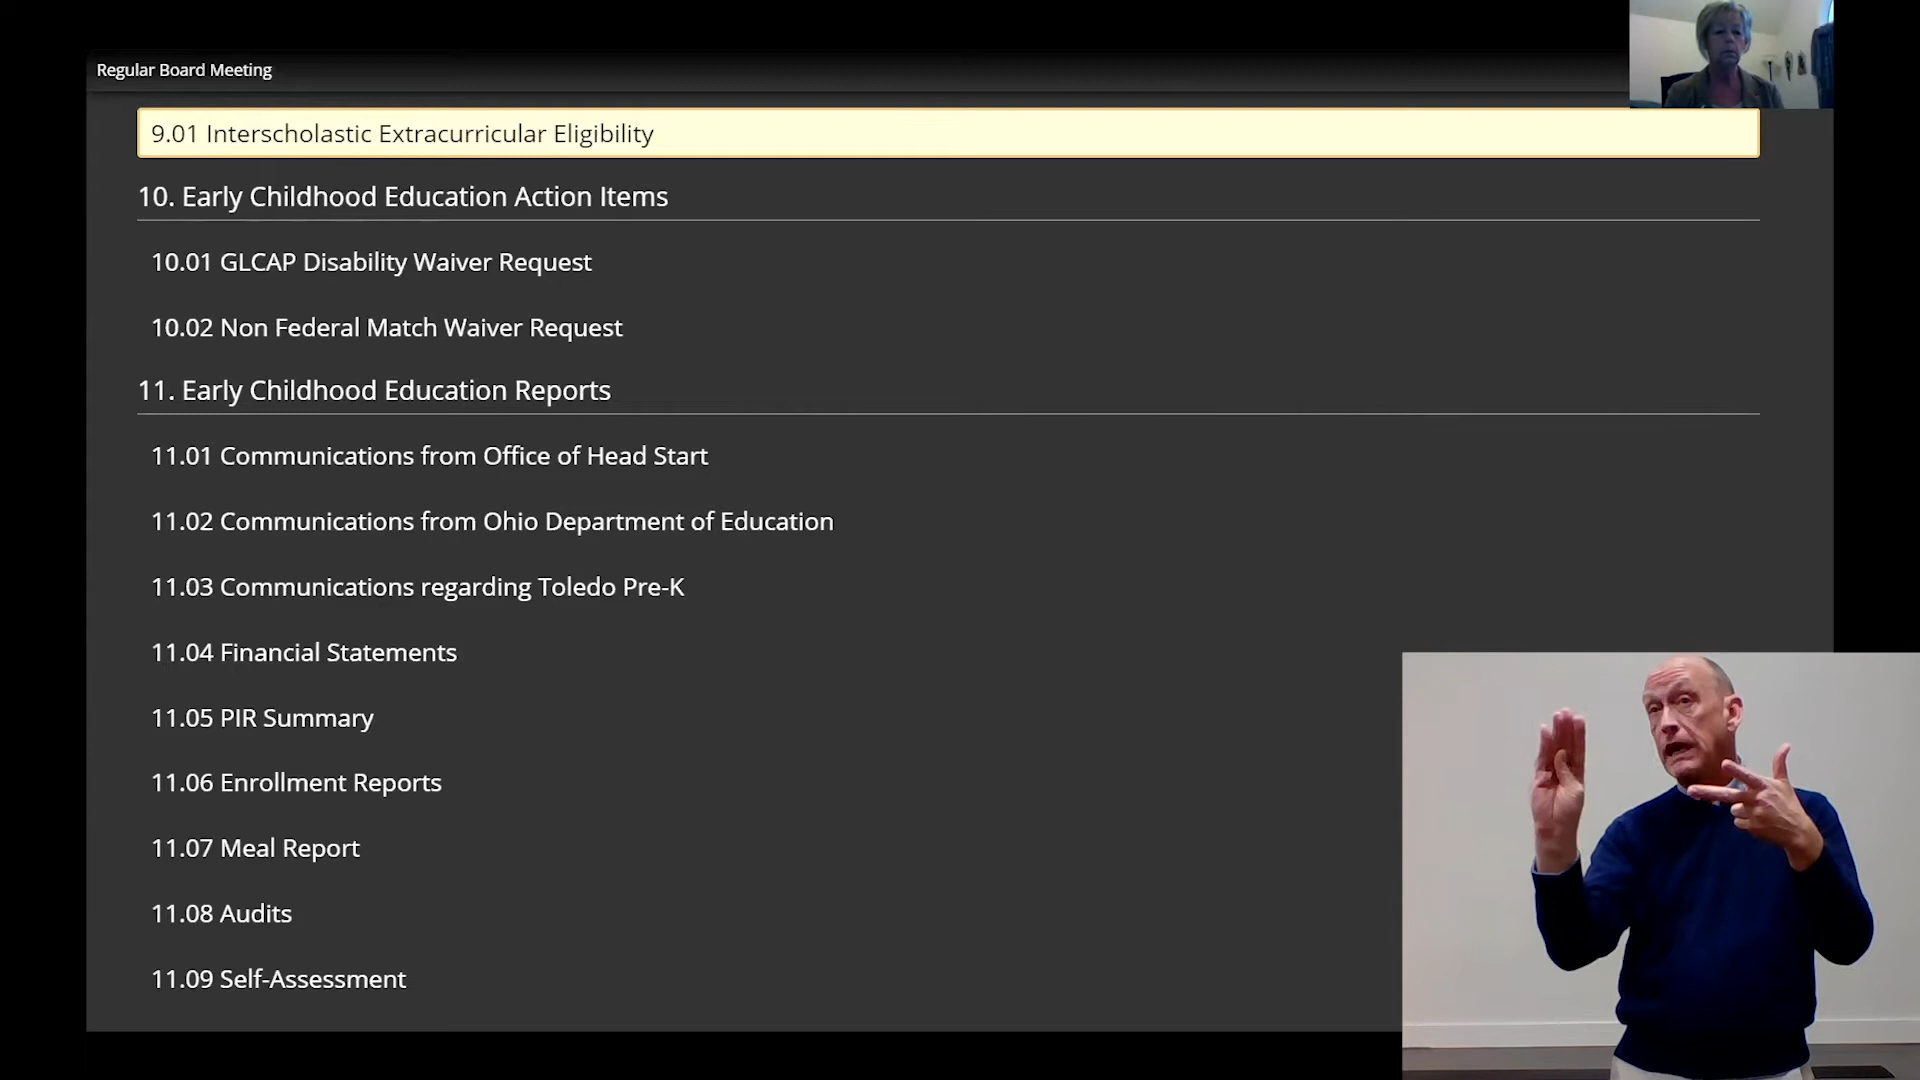 Regular Board Meeting
9.01 Interscholastic Extracurricular Eligibility
10. Early Childhood Education Action Items
10.01 GLCAP Disability Waiver Request
10.02 Non Federal Match Waiver Request
11. Early Childhood Education Reports
11.01 Communications from Office of Head Start
11.02 Communications from Ohio Department of Education
11.03 Communications regarding Toledo Pre-K
11.04 Financial Statements
11.05 PIR Summary
11.06 Enrollment Reports
11.07 Meal Report
11.08 Audits
11.09 Self-Assessment